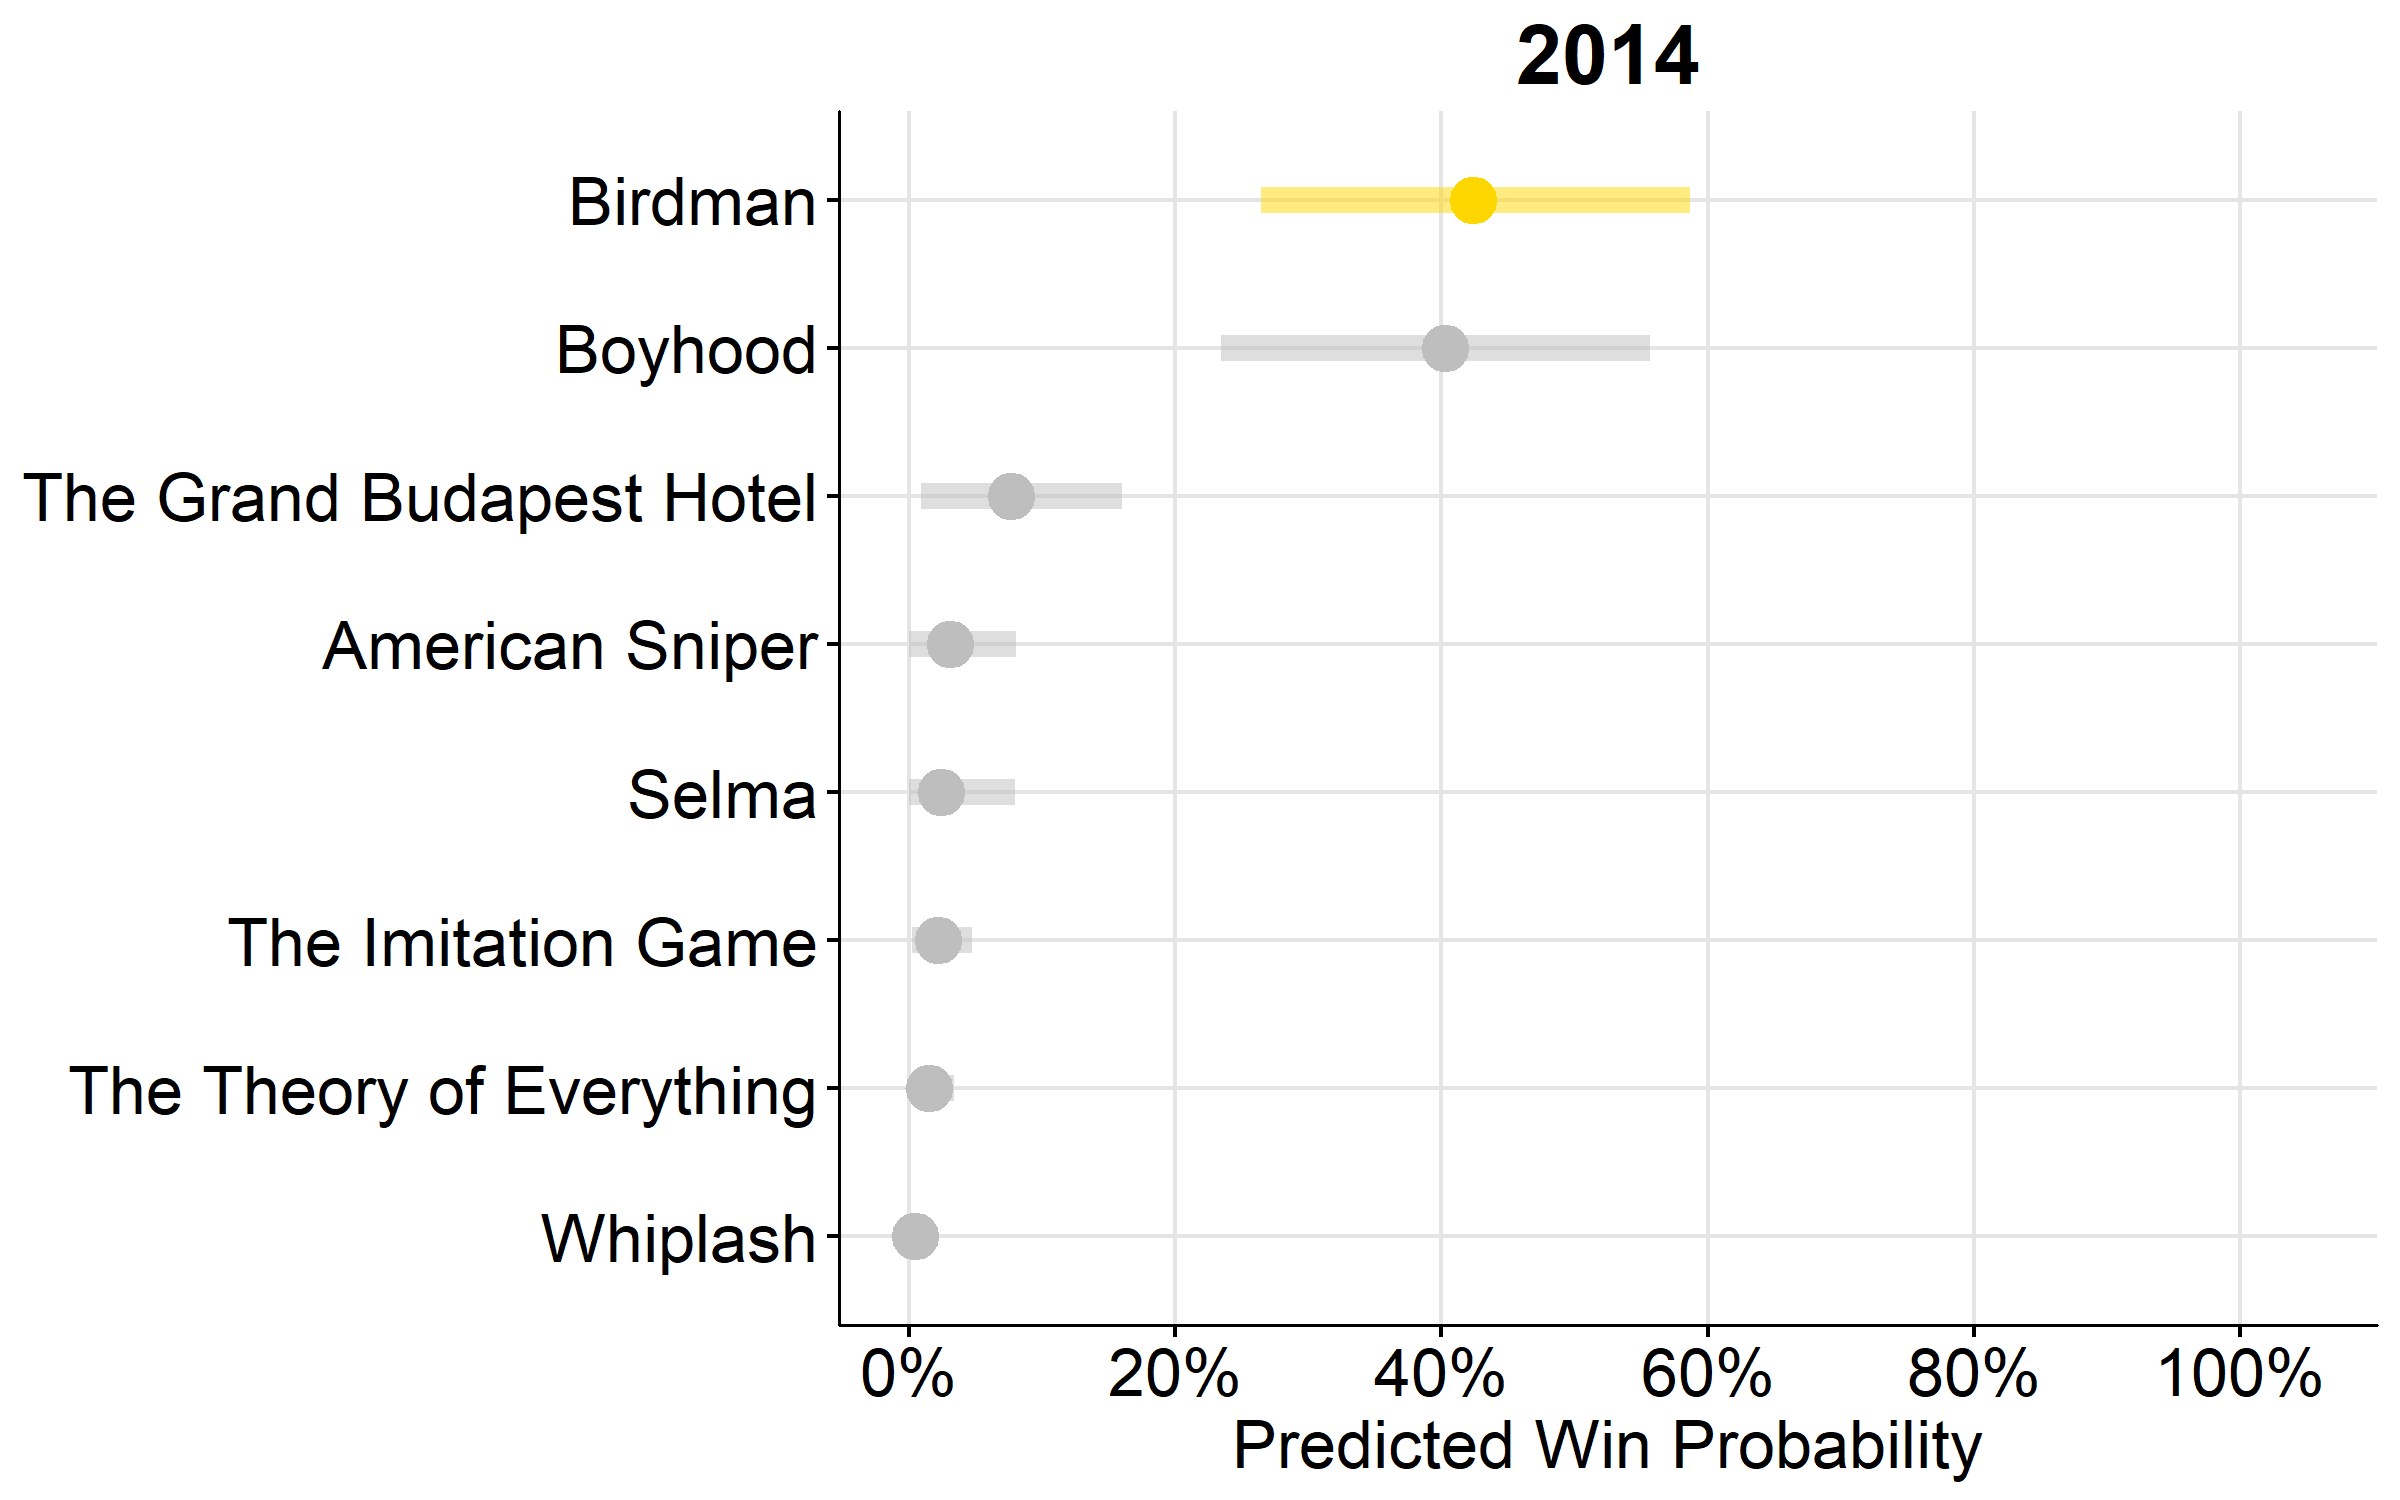 2014
Birdman
Boyhood
The Grand Budapest Hotel
American Sniper
Selma
The Imitation Game
The Theory of Everything
Whiplash
0% 20% 40% 60% 80% 100%
Predicted Win Probability